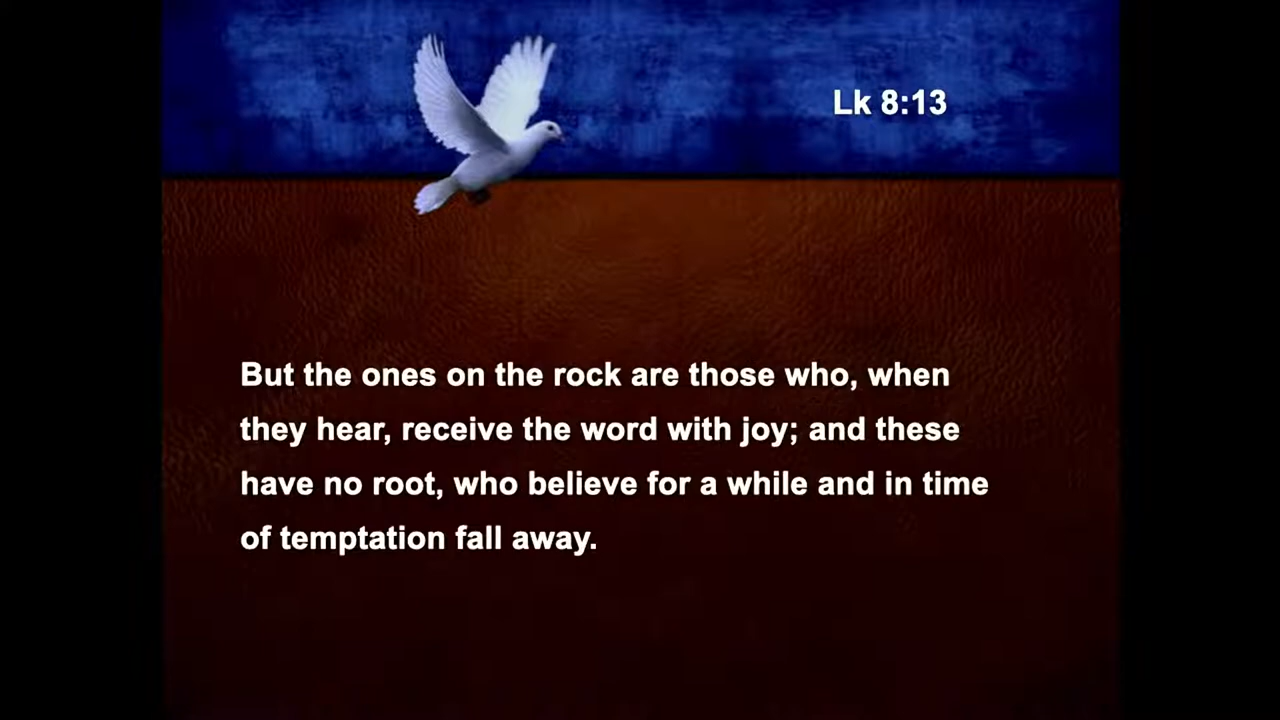 Lk 8:13
But the ones on the rock are those who, when
they hear, receive the word with joy; and these
have no root, who believe for a while and in time
of temptation fall away.